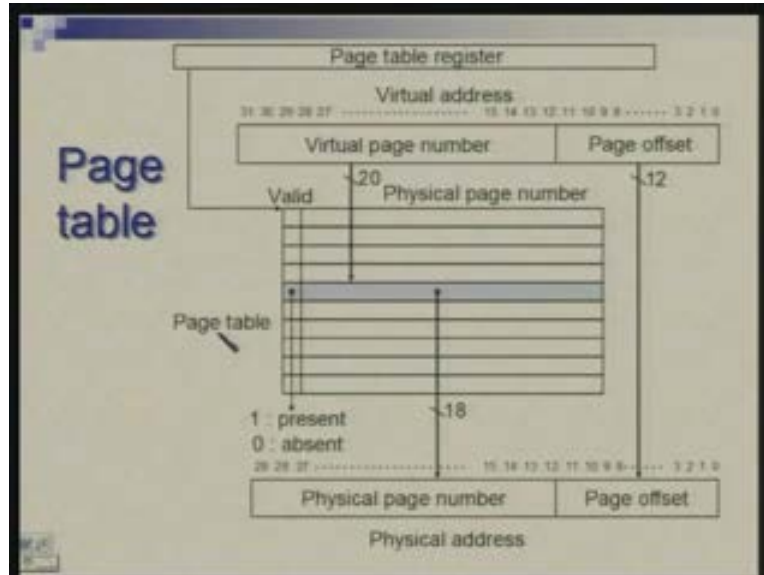 Page table register
Virtual address
31 30 29 28 27 ------------------- 15 14 13 12 11 10 9 8 ------ 3 2 1 0
Virtual page number Page offset
Page
table
20
12
Valid Physical page number
Page table
18
1 : present
0 : absent
15 14 13 12 11 10 9 8 ------ 3 2 1 0
Physical page number Page offset
Physical address